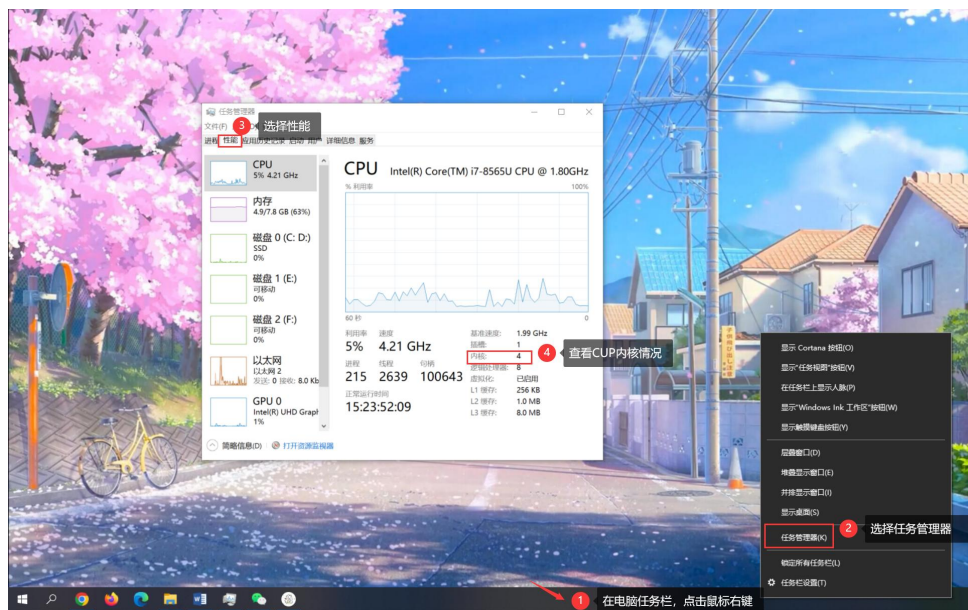 任务管理器
文件(F)
3 选择性能
进程 性能 应用历史记录 启动 用户 详细信息 服务
CPU
5% 4.21 GHz
内存
4.9/7.8 GB (63%)
磁盘 0 (C: D:)
SSD
0%
磁盘 1 (E:)
可移动
0%
磁盘 2 (F:)
可移动
0%
以太网
以太网 2
发送: 0 接收: 8.0 Kb
GPU 0
Intel(R) UHD Graph
1%
CPU Intel(R) Core(TM) i7-8565U CPU @ 1.80GHz
% 利用率 100%
60 秒 0
利用率 速度
5% 4.21 GHz
进程 线程 句柄
215 2639 100643
正常运行时间
15:23:52:09
基准速度: 1.99 GHz
插槽: 1
内核: 4
逻辑处理器: 8
虚拟化: 已启用
L1 缓存: 256 KB
L2 缓存: 1.0 MB
L3 缓存: 8.0 MB
4 查看CUP内核情况
简略信息(D) 打开资源监视器
显示 Cortana 按钮(O)
显示“任务视图”按钮(V)
在任务栏上显示人脉(P)
显示“Windows Ink 工作区”按钮(W)
显示触摸键盘按钮(Y)
层叠窗口(D)
堆叠显示窗口(E)
并排显示窗口(I)
显示桌面(S)
任务管理器(K)
2 选择任务管理器
锁定所有任务栏(L)
任务栏设置(T)
1 在电脑任务栏，点击鼠标右键